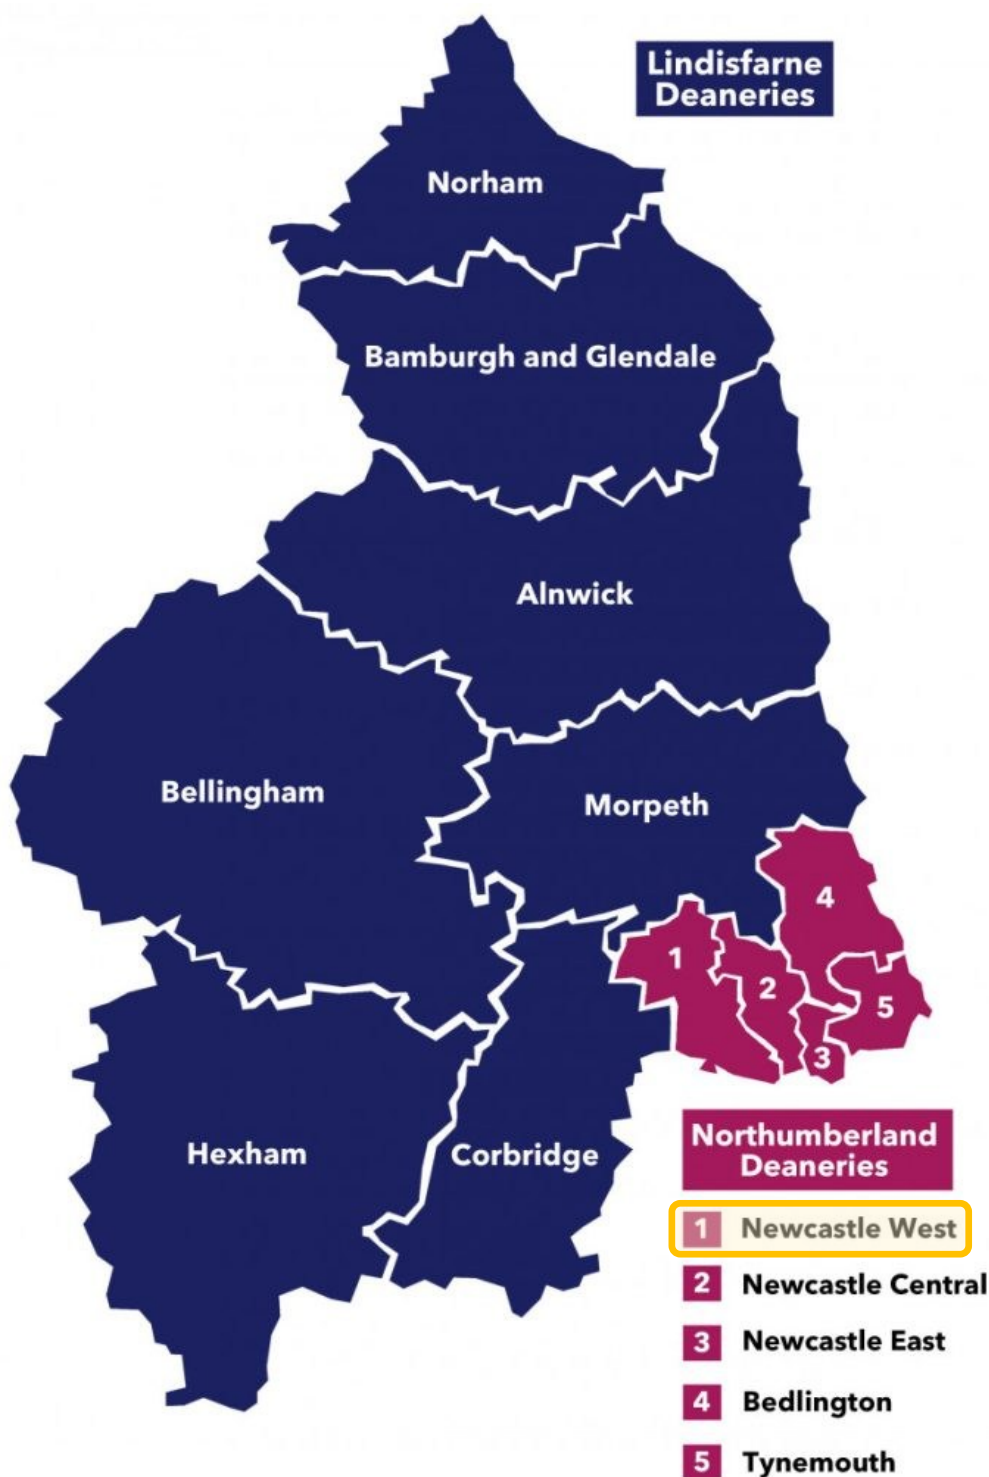 Lindisfarne
Deaneries
Norham
Bamburgh and Glendale
Alnwick
Bellingham
Morpeth
4
1
2
5
3
Hexham
Corbridge
Northumberland
Deaneries
1 Newcastle West
2 Newcastle Central
3 Newcastle East
4 Bedlington
5 Tynemouth